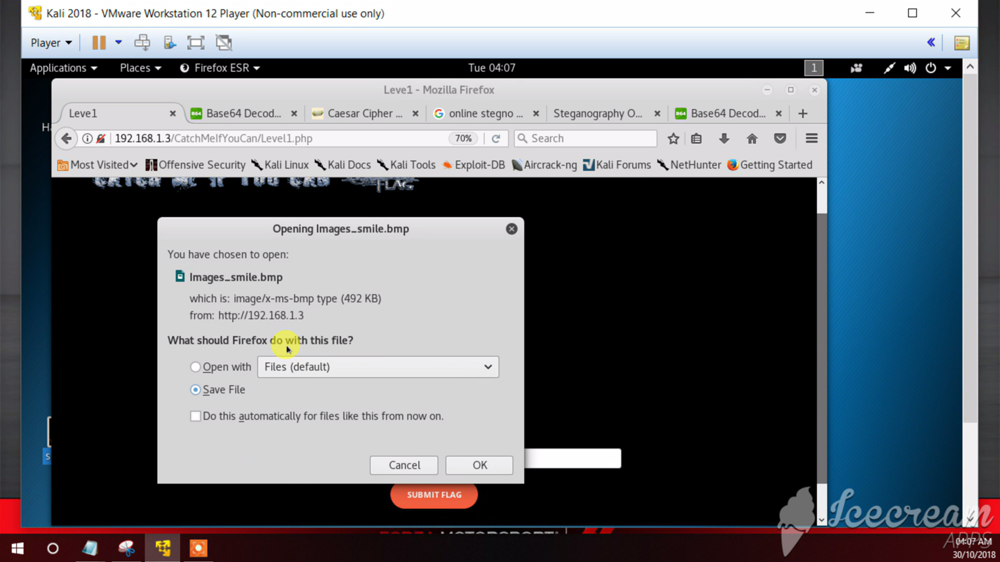 Kali 2018 - VMware Workstation 12 Player (Non-commercial use only)
Player
Applications Places Firefox ESR Tue 04:07 1
Leve1 - Mozilla Firefox
Leve1 Base64 Decod... Caesar Cipher ... online stegno ... Steganography O... Base64 Decod...
192.168.1.3/CatchMeIfYouCan/Level1.php 70% Search
Most Visited Offensive Security Kali Linux Kali Docs Kali Tools Exploit-DB Aircrack-ng Kali Forums NetHunter Getting Started
CATCH ME IF YOU CAN
FLAG
Opening Images_smile.bmp
You have chosen to open:
Images_smile.bmp
which is: image/x-ms-bmp type (492 KB)
from: http://192.168.1.3
What should Firefox do with this file?
Open with Files (default)
Save File
Do this automatically for files like this from now on.
Cancel OK
SUBMIT FLAG
Icecream
APPS
04:07 AM
30/10/2018